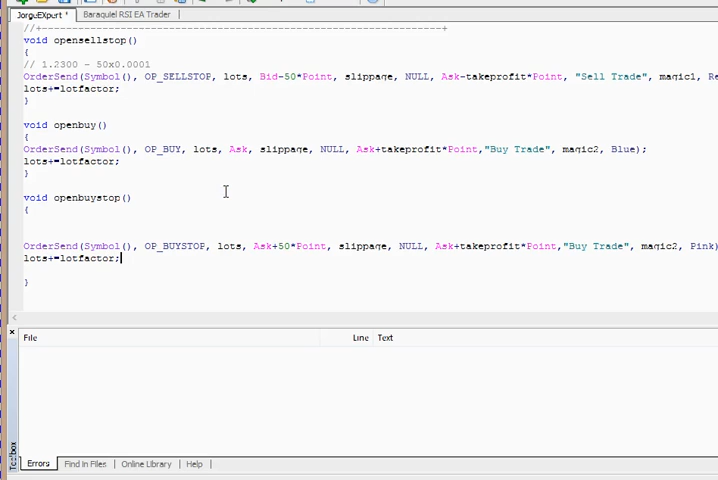 JorgeEXpert *
Baraquiel RSI EA Trader
//+------------------------------------------------------------------+
void opensellstop()
{
// 1.2300 - 50x0.0001
OrderSend(Symbol(), OP_SELLSTOP, lots, Bid-50*Point, slippage, NULL, Ask-takeprofit*Point, "Sell Trade", magic1, Re
lots+=lotfactor;
}
void openbuy()
{
OrderSend(Symbol(), OP_BUY, lots, Ask, slippage, NULL, Ask+takeprofit*Point,"Buy Trade", magic2, Blue);
lots+=lotfactor;
}
void openbuystop()
{
OrderSend(Symbol(), OP_BUYSTOP, lots, Ask+50*Point, slippage, NULL, Ask+takeprofit*Point,"Buy Trade", magic2, Pink)
lots+=lotfactor;
}
File Line Text
Toolbox
Errors Find in Files Online Library Help